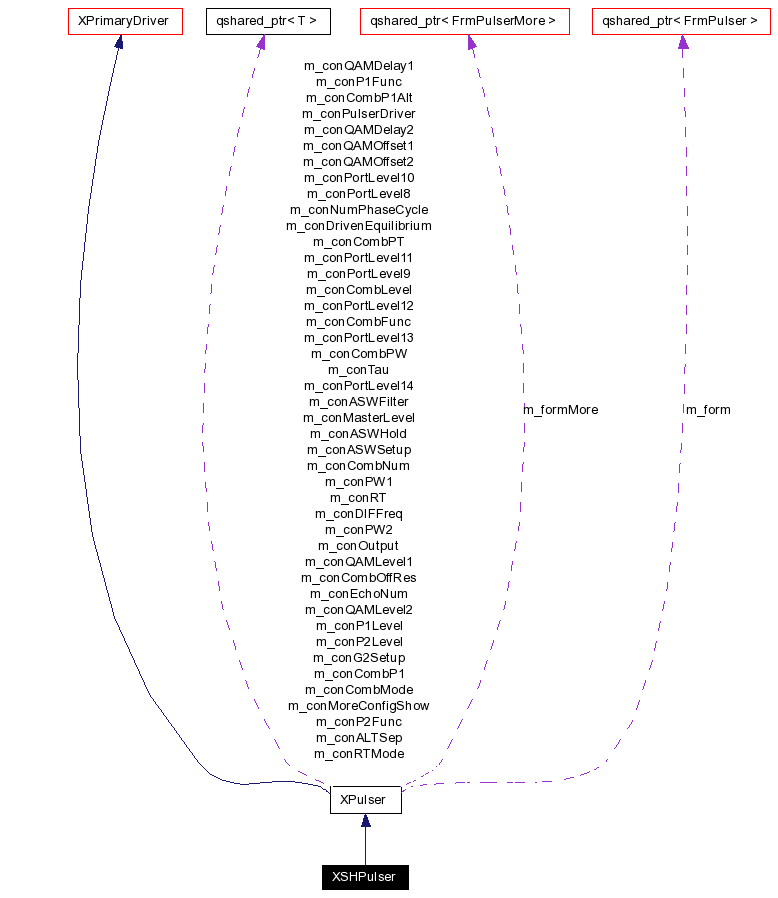 XPrimaryDriver
qshared_ptr< T >
qshared_ptr< FrmPulserMore >
qshared_ptr< FrmPulser >
m_conQAMDelay1
m_conP1Func
m_conCombP1Alt
m_conPulserDriver
m_conQAMDelay2
m_conQAMOffset1
m_conQAMOffset2
m_conPortLevel10
m_conPortLevel8
m_conNumPhaseCycle
m_conDrivenEquilibrium
m_conCombPT
m_conPortLevel11
m_conPortLevel9
m_conCombLevel
m_conPortLevel12
m_conCombFunc
m_conPortLevel13
m_conCombPW
m_conTau
m_conPortLevel14
m_conASWFilter
m_conMasterLevel
m_conASWHold
m_conASWSetup
m_conCombNum
m_conPW1
m_conRT
m_conDIFFreq
m_conPW2
m_conOutput
m_conQAMLevel1
m_conCombOffRes
m_conEchoNum
m_conQAMLevel2
m_conP1Level
m_conP2Level
m_conG2Setup
m_conCombP1
m_conCombMode
m_conMoreConfigShow
m_conP2Func
m_conALTSep
m_conRTMode
m_formMore
m_form
XPulser
XSHPulser